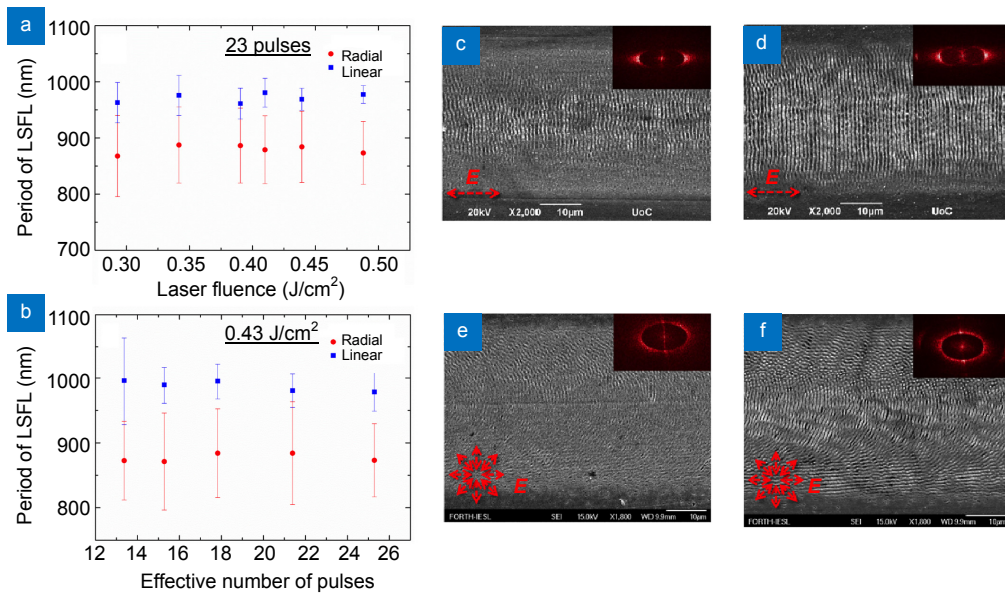 a
23 pulses
Radial
Linear
1100
1000
900
800
700
Period of LSFL (nm)
0.30 0.35 0.40 0.45 0.50
Laser fluence (J/cm²)
b
0.43 J/cm²
Radial
Linear
1100
1000
900
800
Period of LSFL (nm)
12 14 16 18 20 22 24 26
Effective number of pulses
c
E
20kV X2,000 10μm UoC
d
E
20kV X2,000 10μm UoC
e
E
FORTH-IESL SEI 15.0kV X1,800 WD 9.9mm 10μm
f
E
FORTH-IESL SEI 15.0kV X1,800 WD 9.9mm 10μm